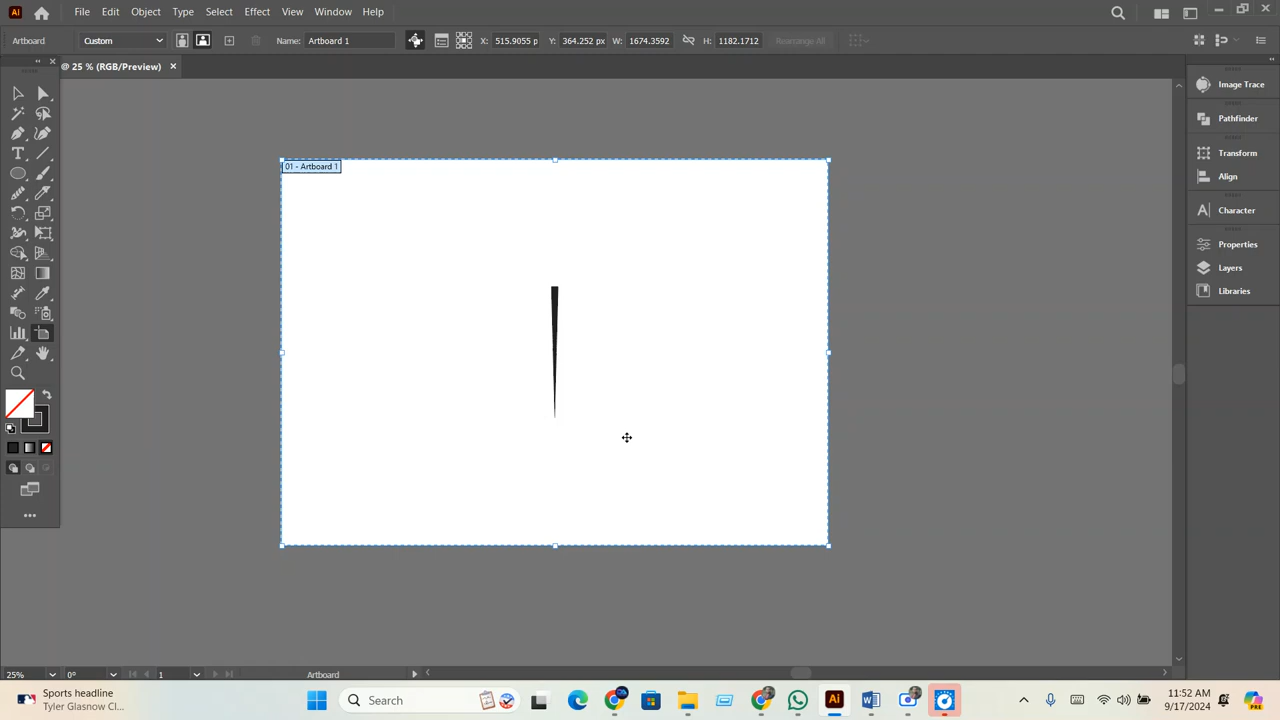 Ai File Edit Object Type Select Effect View Window Help
Artboard Custom Name: Artboard 1 X: 515.9055 p Y: 364.252 px W: 1674.3592 H: 1182.1712 Rearrange All
@ 25 % (RGB/Preview)
01 - Artboard 1
Image Trace
Pathfinder
Transform
Align
Character
Properties
Layers
Libraries
25% 0° 1 Artboard
Sports headline
Tyler Glasnow Cl...
Search
Ai
11:52 AM
9/17/2024
PRE